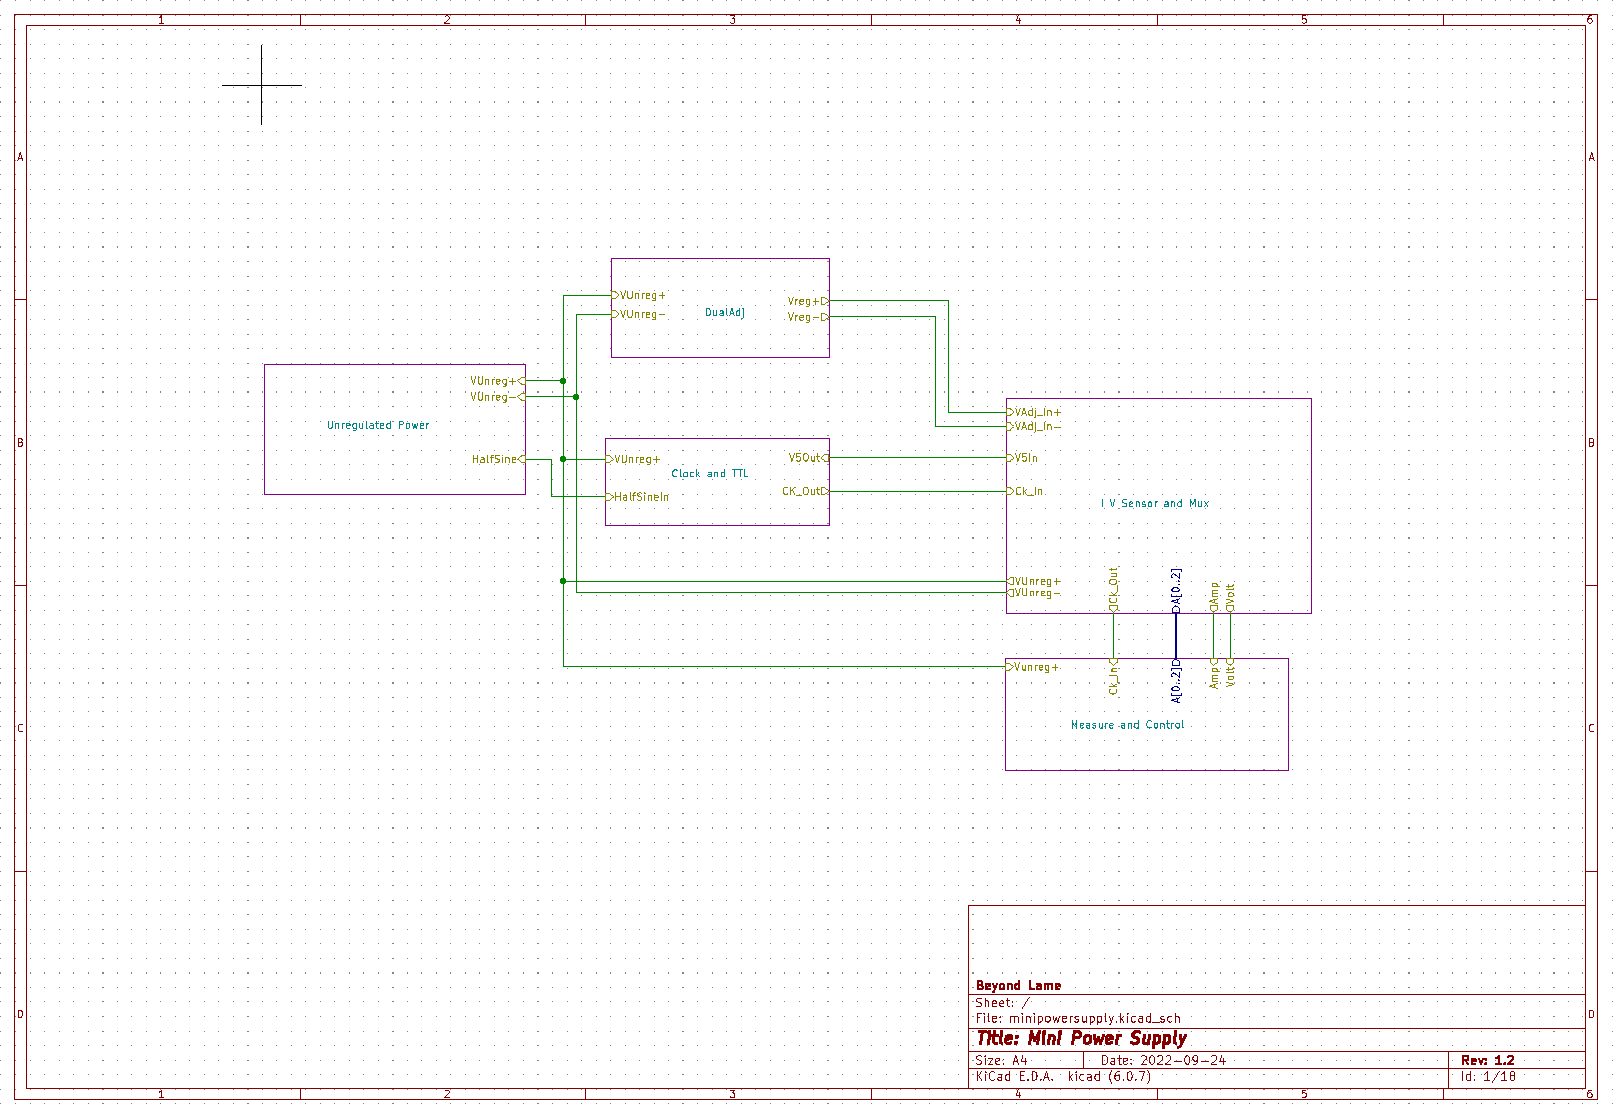 1 2 3 4 5 6
A A
B B
C C
D D
VUnreg+
VUnreg-
DualAdj
Vreg+
Vreg-
VUnreg+
VUnreg-
Unregulated Power
HalfSine
VUnreg+
HalfSineIn
Clock and TTL
V5Out
CK_Out
VAdj_In+
VAdj_In-
V5In
Ck_In
I V Sensor and Mux
VUnreg+
VUnreg-
Ck_Out
A[0..2]
Amp
Volt
Vunreg+
Ck_In
A[0..2]
Amp
Volt
Measure and Control
Beyond Lame
Sheet: /
File: minipowersupply.kicad_sch
Title: Mini Power Supply
Size: A4 Date: 2022-09-24 Rev: 1.2
KiCad E.D.A. kicad (6.0.7) Id: 1/18
1 2 3 4 5 6